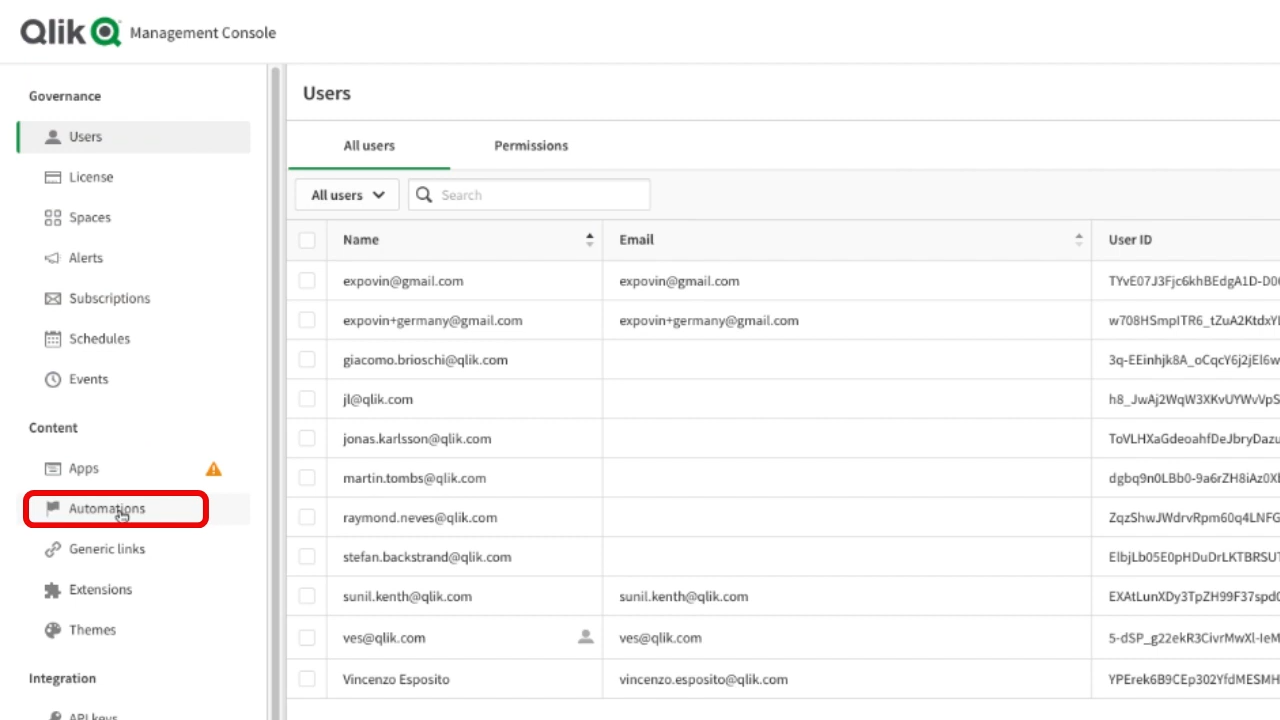 Qlik Management Console
Governance
Users
License
Spaces
Alerts
Subscriptions
Schedules
Events
Content
Apps
Automations
Generic links
Extensions
Themes
Integration
API keys
Users
All users Permissions
All users Search
Name Email User ID
expovin@gmail.com expovin@gmail.com
expovin+germany@gmail.com expovin+germany@gmail.com
giacomo.brioschi@qlik.com
jl@qlik.com
jonas.karlsson@qlik.com
martin.tombs@qlik.com
raymond.neves@qlik.com
stefan.backstrand@qlik.com
sunil.kenth@qlik.com sunil.kenth@qlik.com
ves@qlik.com ves@qlik.com
Vincenzo Esposito vincenzo.esposito@qlik.com